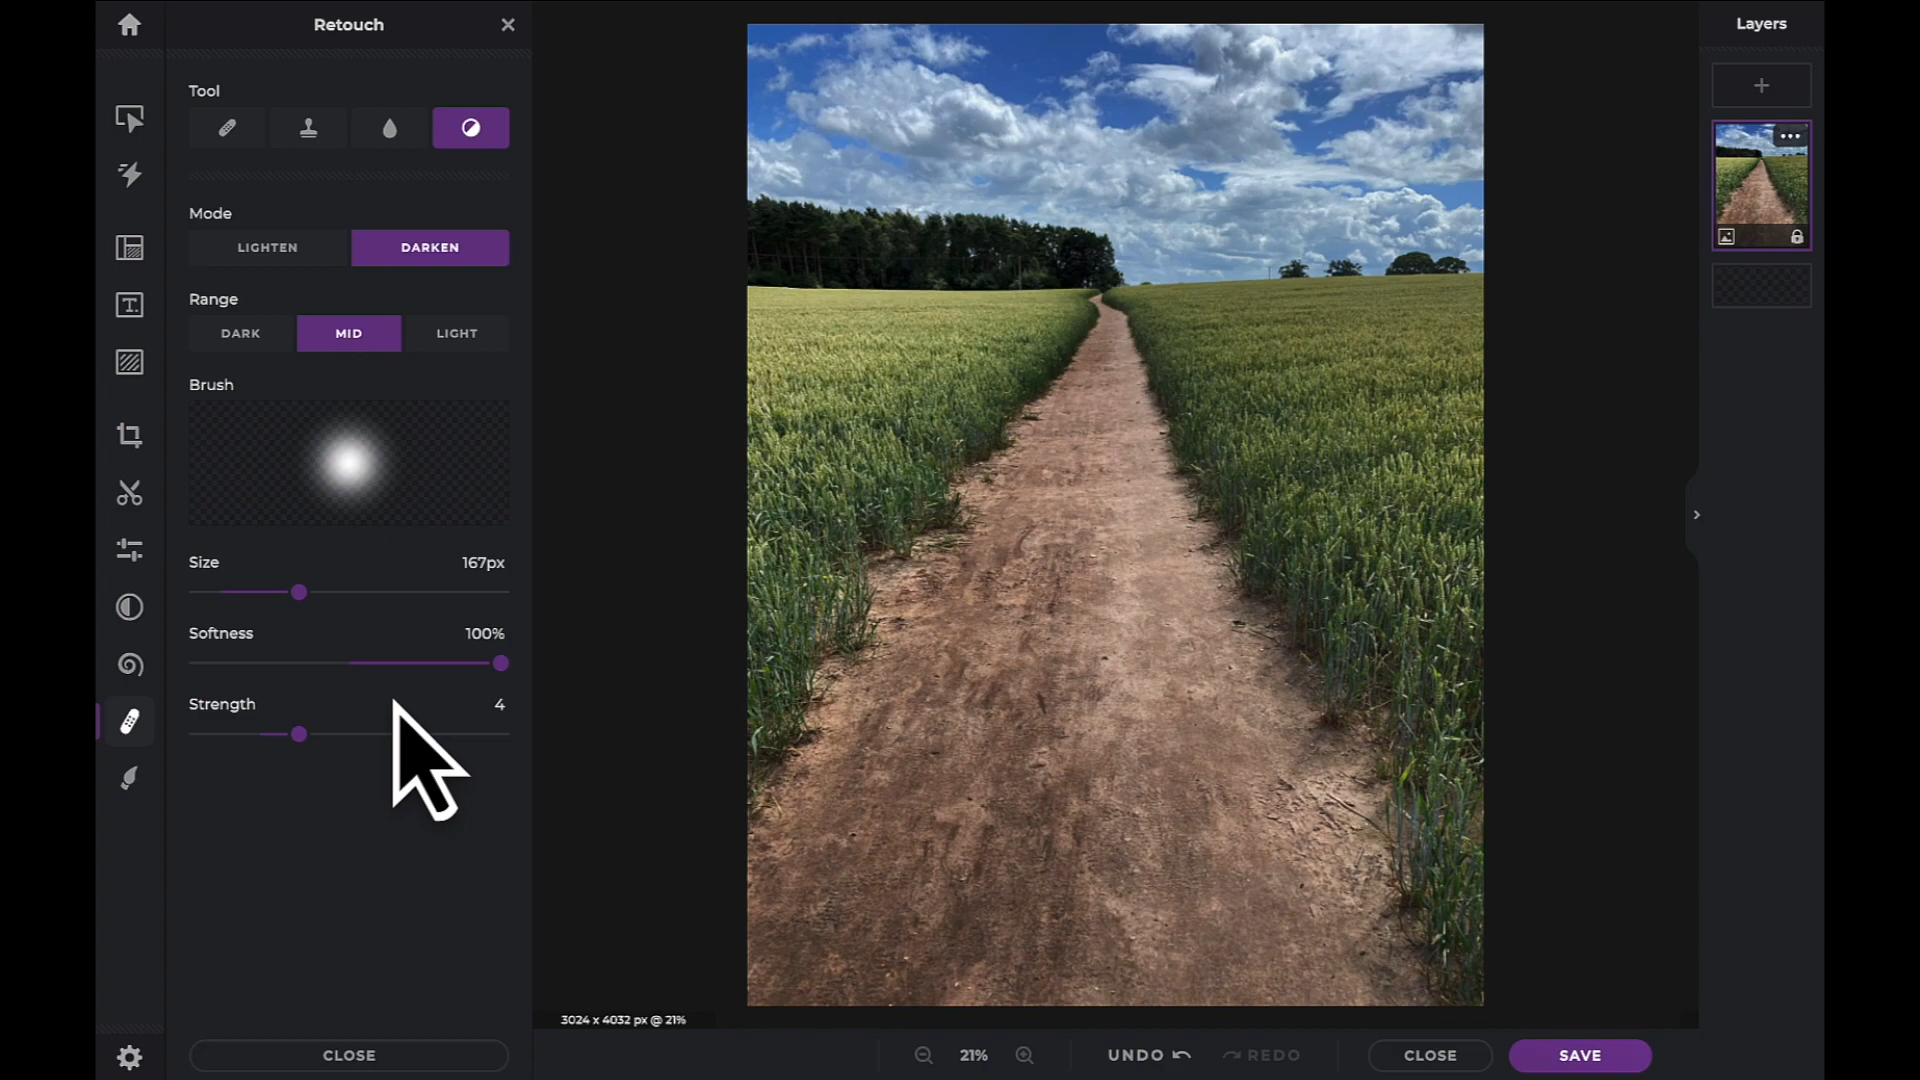 Retouch
Layers
Tool
Mode
LIGHTEN DARKEN
Range
DARK MID LIGHT
Brush
Size 167px
Softness 100%
Strength 4
3024 x 4032 px @ 21%
CLOSE
21%
UNDO REDO
CLOSE SAVE